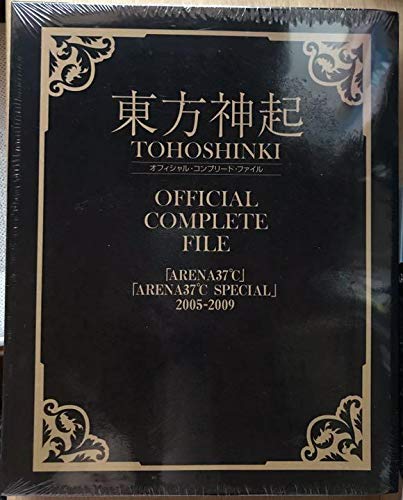 東方神起
TOHOSHINKI
オフィシャル・コンプリート・ファイル
OFFICIAL
COMPLETE
FILE
「ARENA37℃」
「ARENA37℃ SPECIAL」
2005-2009